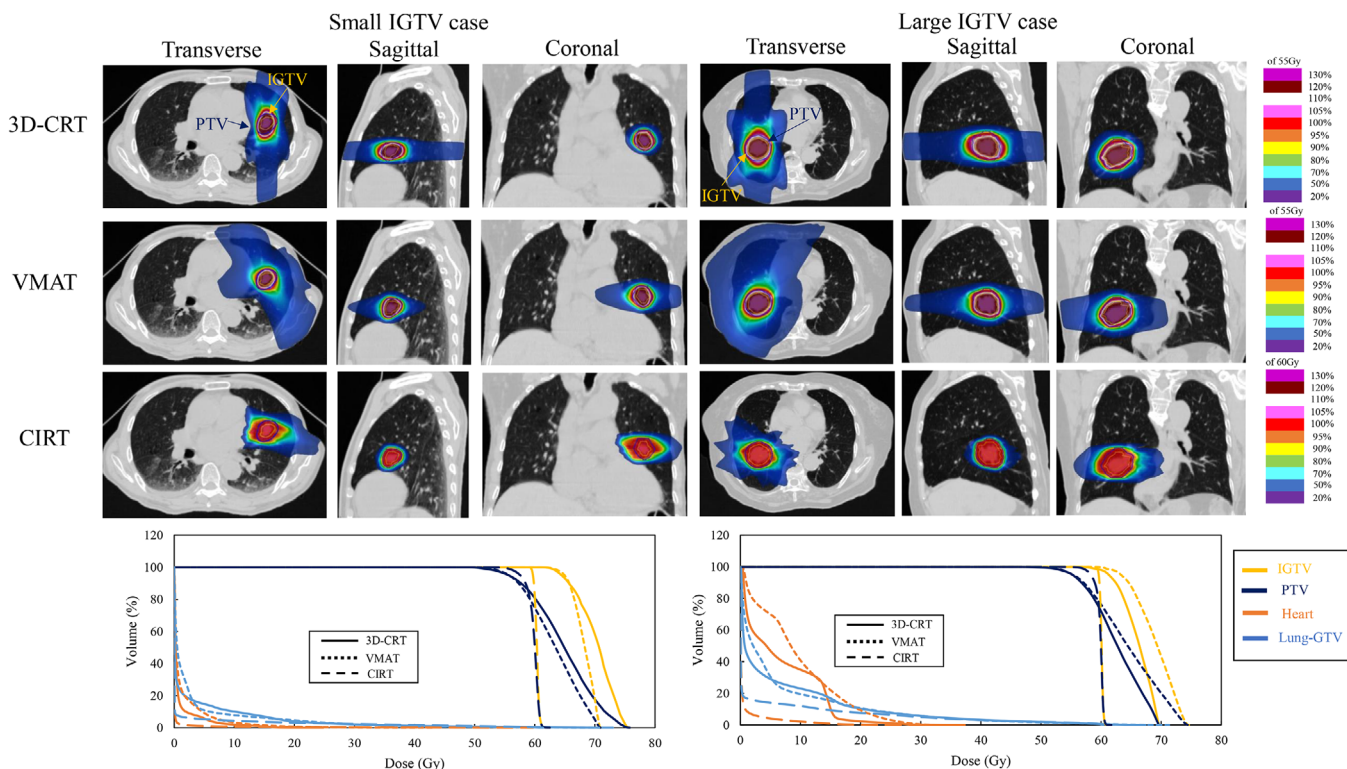 Small IGTV case
Large IGTV case
Transverse
Sagittal
Coronal
Transverse
Sagittal
Coronal
3D-CRT
IGTV
PTV
PTV
IGTV
of 55Gy
130%
120%
110%
105%
100%
95%
90%
80%
70%
50%
20%
VMAT
of 55Gy
130%
120%
110%
105%
100%
95%
90%
80%
70%
50%
20%
CIRT
of 60Gy
130%
120%
110%
105%
100%
95%
90%
80%
70%
50%
20%
Volume (%)
120
100
80
60
40
20
0
0 10 20 30 40 50 60 70 80
Dose (Gy)
3D-CRT
VMAT
CIRT
Volume (%)
120
100
80
60
40
20
0
0 10 20 30 40 50 60 70 80
Dose (Gy)
3D-CRT
VMAT
CIRT
IGTV
PTV
Heart
Lung-GTV